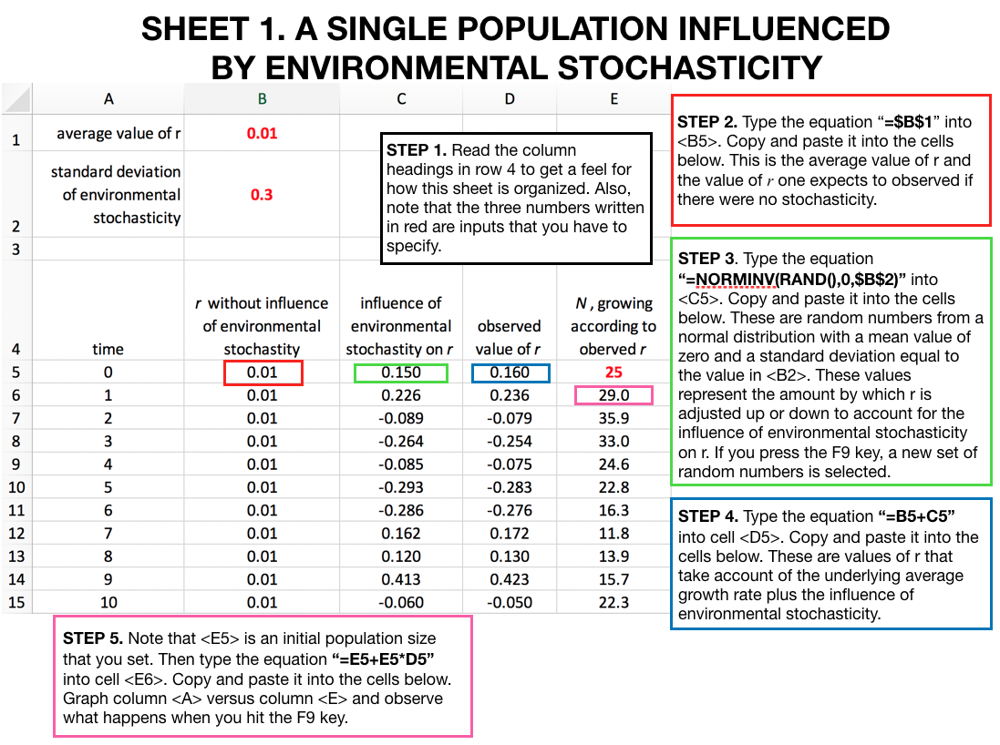 SHEET 1. A SINGLE POPULATION INFLUENCED
BY ENVIRONMENTAL STOCHASTICITY
A B C D E
1 average value of r 0.01
standard deviation
of environmental
stochasticity
2 0.3
3
STEP 1. Read the column
headings in row 4 to get a feel for
how this sheet is organized. Also,
note that the three numbers written
in red are inputs that you have to
specify.
4 time
r without influence
of environmental
stochastity
influence of
environmental
stochastity on r
observed
value of r
N, growing
according to
oberved r
5 0 0.01 0.150 0.160 25
6 1 0.01 0.226 0.236 29.0
7 2 0.01 -0.089 -0.079 35.9
8 3 0.01 -0.264 -0.254 33.0
9 4 0.01 -0.085 -0.075 24.6
10 5 0.01 -0.293 -0.283 22.8
11 6 0.01 -0.286 -0.276 16.3
12 7 0.01 0.162 0.172 11.8
13 8 0.01 0.120 0.130 13.9
14 9 0.01 0.413 0.423 15.7
15 10 0.01 -0.060 -0.050 22.3
STEP 2. Type the equation “=$B$1” into
<B5>. Copy and paste it into the cells
below. This is the average value of r and
the value of r one expects to observed if
there were no stochasticity.
STEP 3. Type the equation
“=NORMINV(RAND(),0,$B$2)” into
<C5>. Copy and paste it into the cells
below. These are random numbers from a
normal distribution with a mean value of
zero and a standard deviation equal to
the value in <B2>. These values
represent the amount by which r is
adjusted up or down to account for the
influence of environmental stochasticity
on r. If you press the F9 key, a new set of
random numbers is selected.
STEP 4. Type the equation “=B5+C5”
into cell <D5>. Copy and paste it into the
cells below. These are values of r that
take account of the underlying average
growth rate plus the influence of
environmental stochasticity.
STEP 5. Note that <E5> is an initial population size
that you set. Then type the equation “=E5+E5*D5”
into cell <E6>. Copy and paste it into the cells below.
Graph column <A> versus column <E> and observe
what happens when you hit the F9 key.